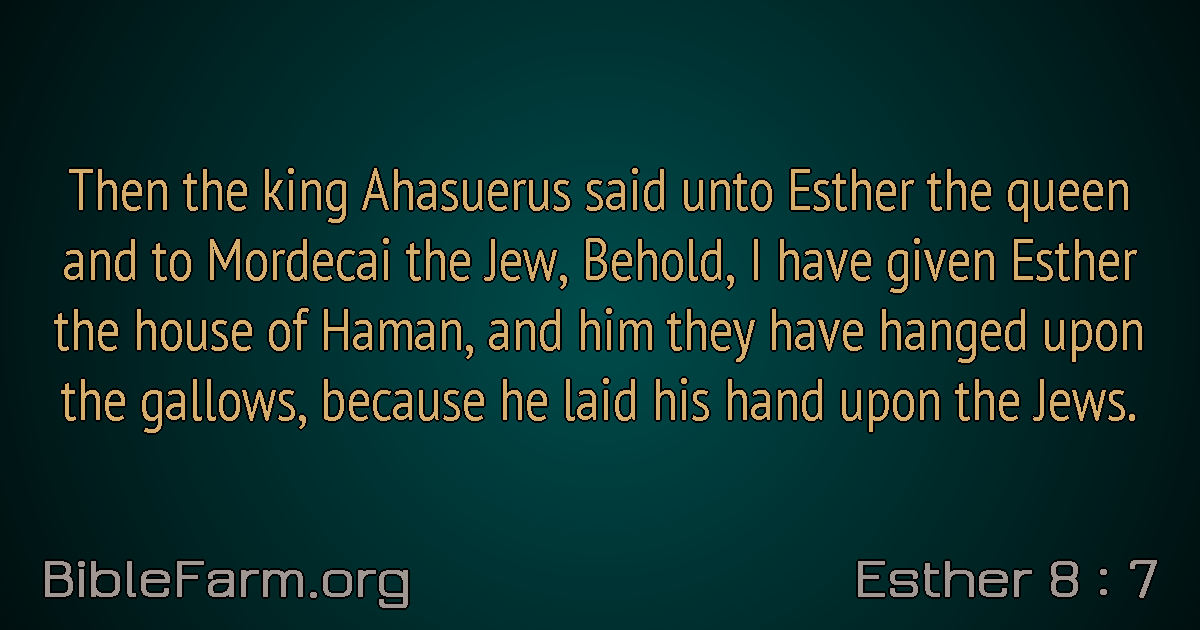 Then the king Ahasuerus said unto Esther the queen
and to Mordecai the Jew, Behold, I have given Esther
the house of Haman, and him they have hanged upon
the gallows, because he laid his hand upon the Jews.
BibleFarm.org
Esther 8 : 7